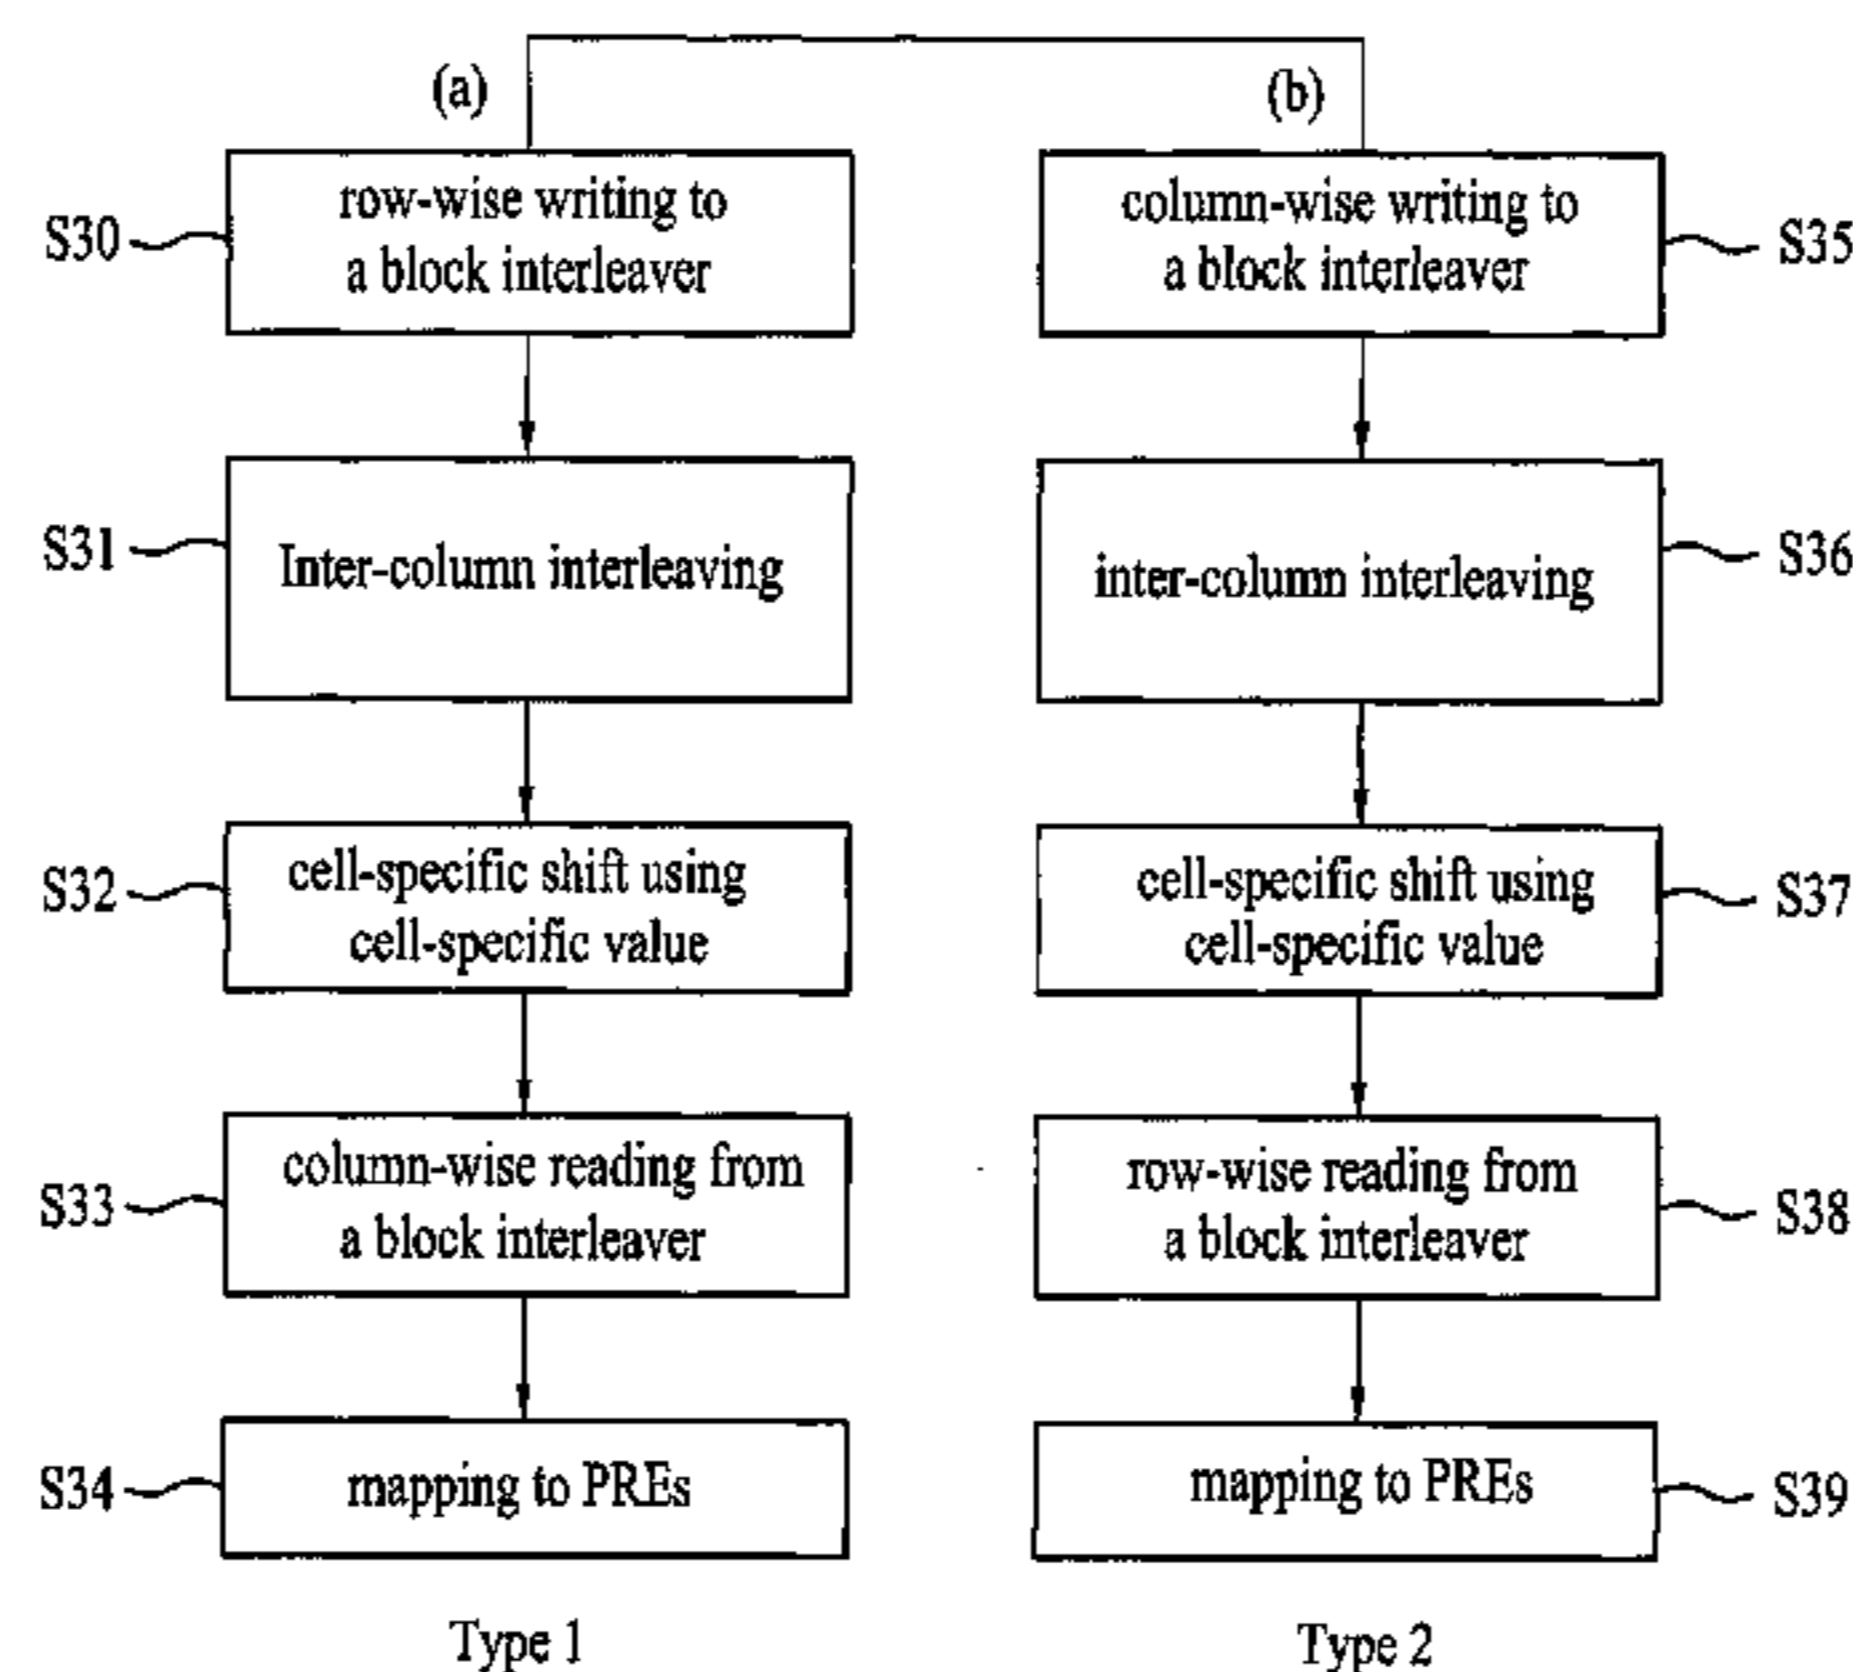 (a)
(b)
S30
row-wise writing to
a block interleaver
column-wise writing to
a block interleaver
S35
S31
Inter-column interleaving
inter-column interleaving
S36
S32
cell-specific shift using
cell-specific value
cell-specific shift using
cell-specific value
S37
S33
column-wise reading from
a block interleaver
row-wise reading from
a block interleaver
S38
S34
mapping to PREs
mapping to PREs
S39
Type 1
Type 2